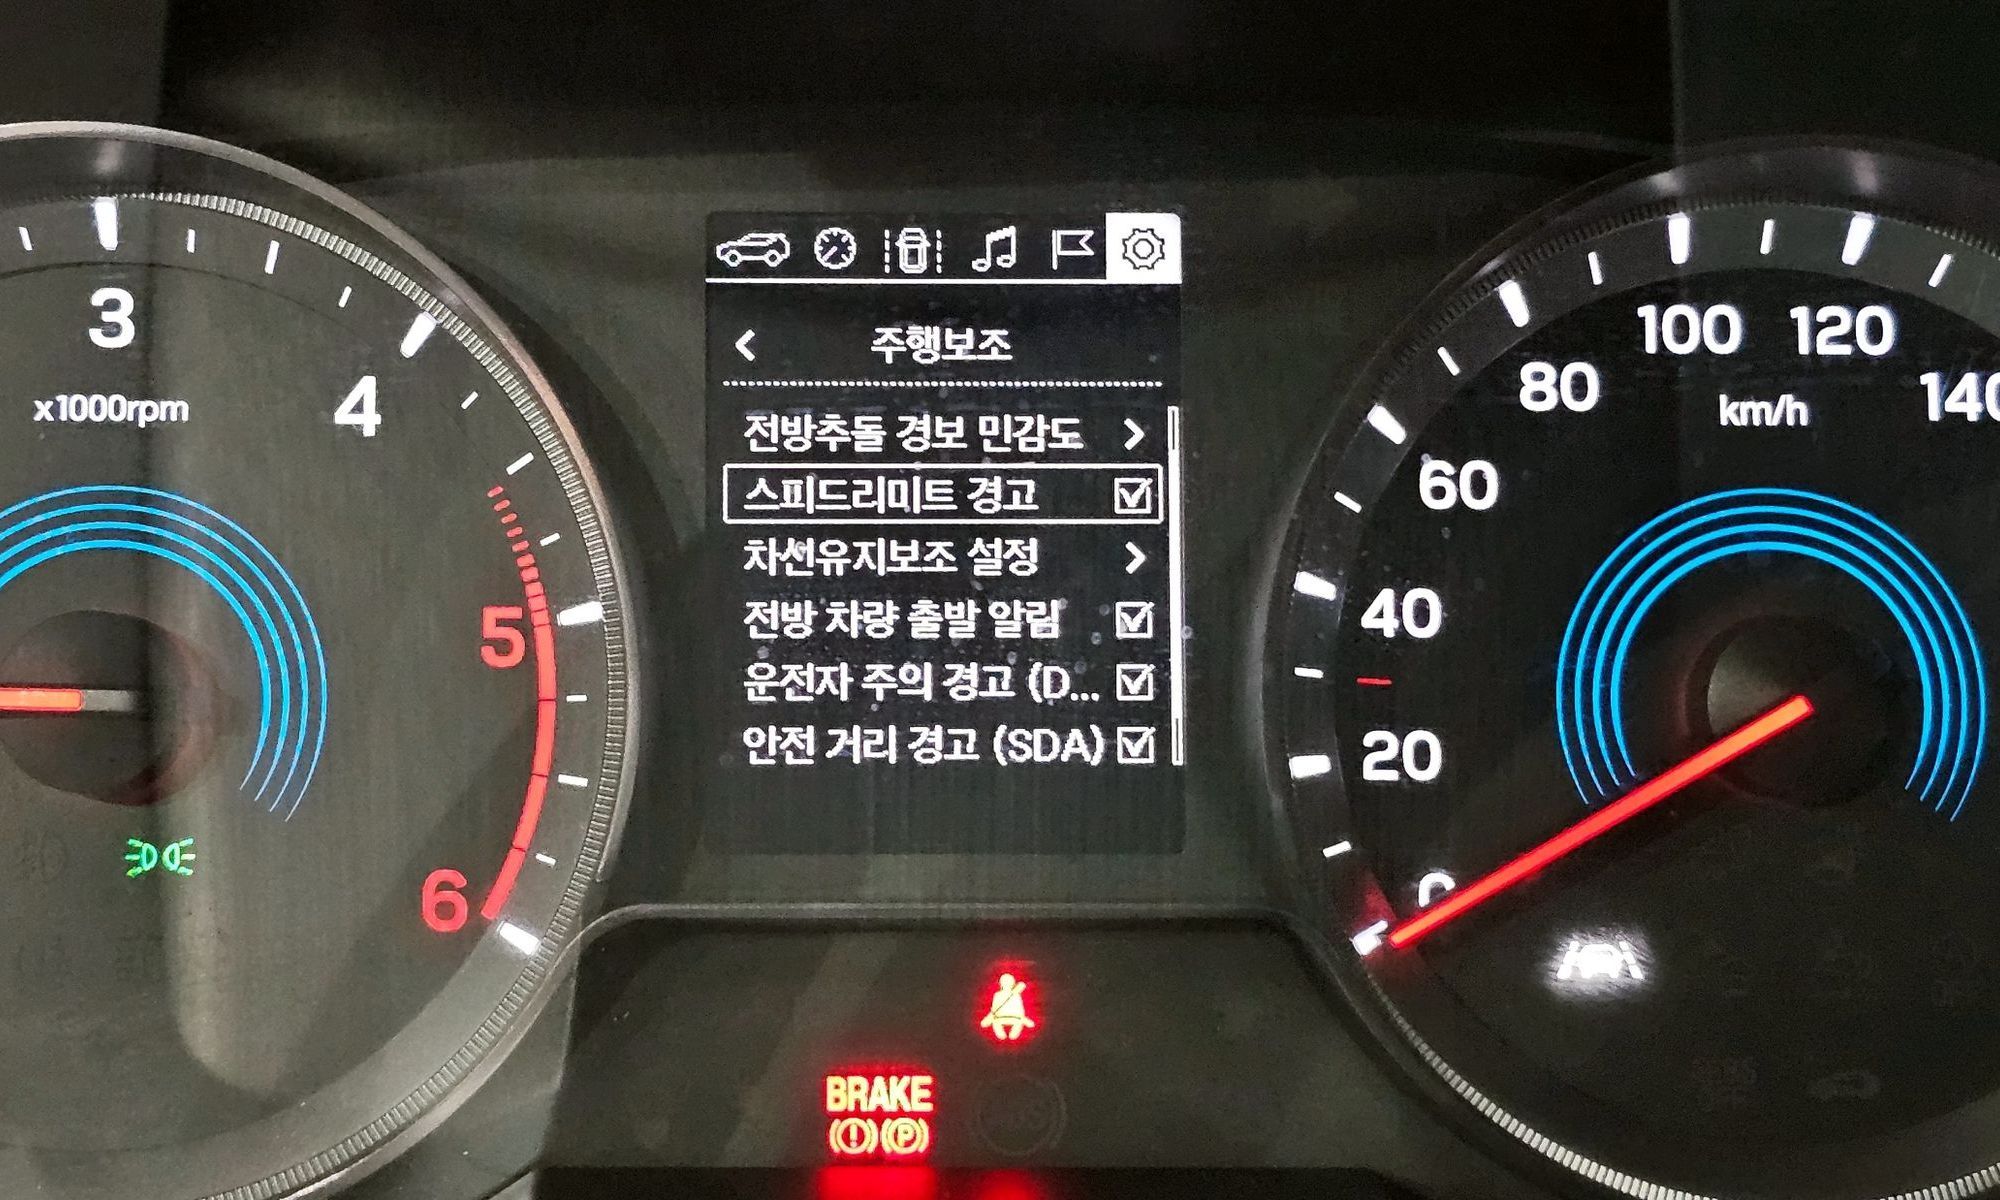 주행보조
전방추돌 경보 민감도
스피드리미트 경고
차선유지보조 설정
전방 차량 출발 알림
운전자 주의 경고 (D...
안전 거리 경고 (SDA)
3
4
5
6
x1000rpm
0
20
40
60
80
100
120
140
km/h
BRAKE
(!) (P)